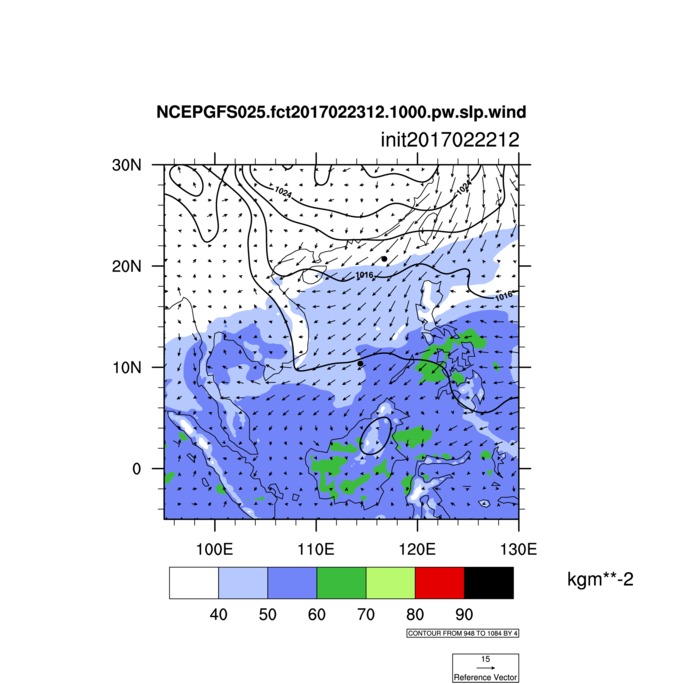 NCEPGFS025.fct2017022312.1000.pw.slp.wind
init2017022212
30N
1024
1024
20N
1016
1016
10N
0
100E 110E 120E 130E
kgm**-2
40 50 60 70 80 90
CONTOUR FROM 948 TO 1084 BY 4
15
Reference Vector